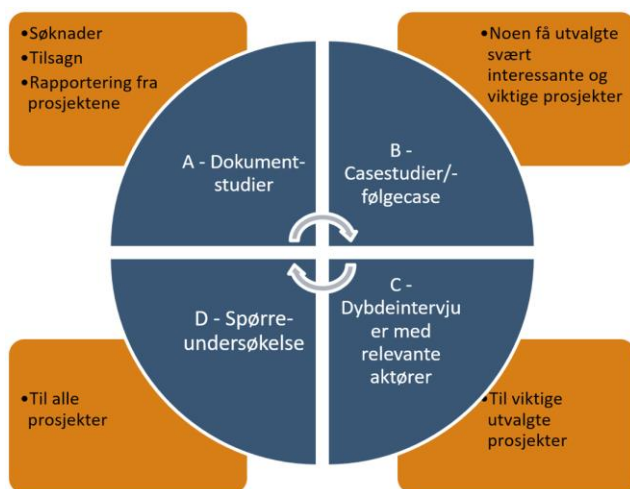 •Søknader
•Tilsagn
•Rapportering fra
prosjektene
•Noen få utvalgte
svært
interessante og
viktige prosjekter
A - Dokument-
studier
B -
Casestudier/-
følgecase
D - Spørre-
undersøkelse
C -
Dybdeintervju
er med
relevante
aktører
•Til alle
prosjekter
•Til viktige
utvalgte
prosjekter